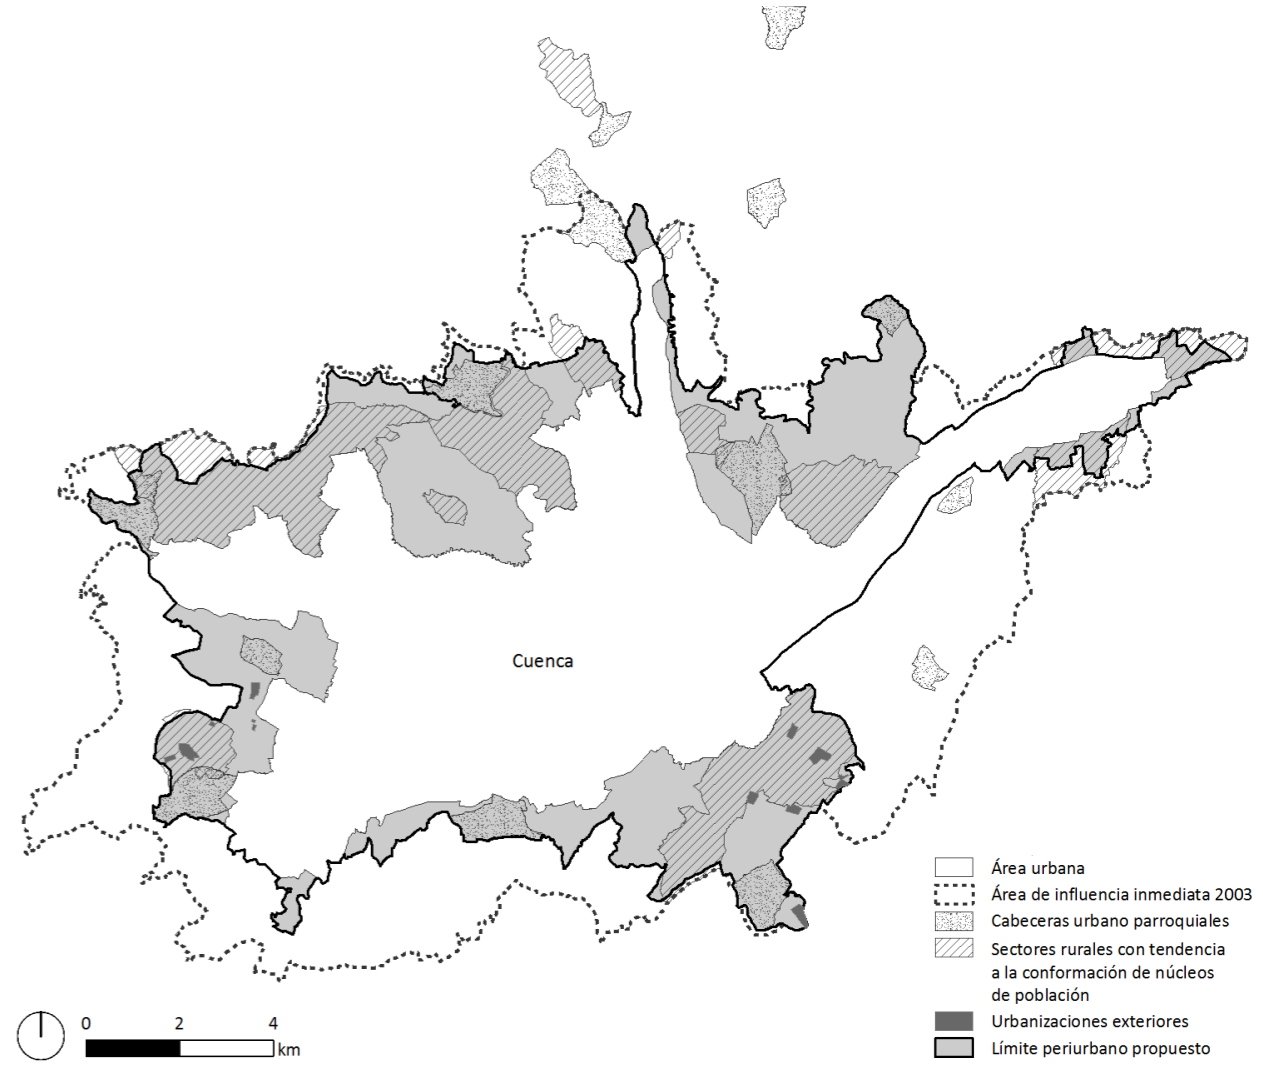 Cuenca
Área urbana
Área de influencia inmediata 2003
Cabeceras urbano parroquiales
Sectores rurales con tendencia
a la conformación de núcleos
de población
Urbanizaciones exteriores
Límite periurbano propuesto
0 2 4
km